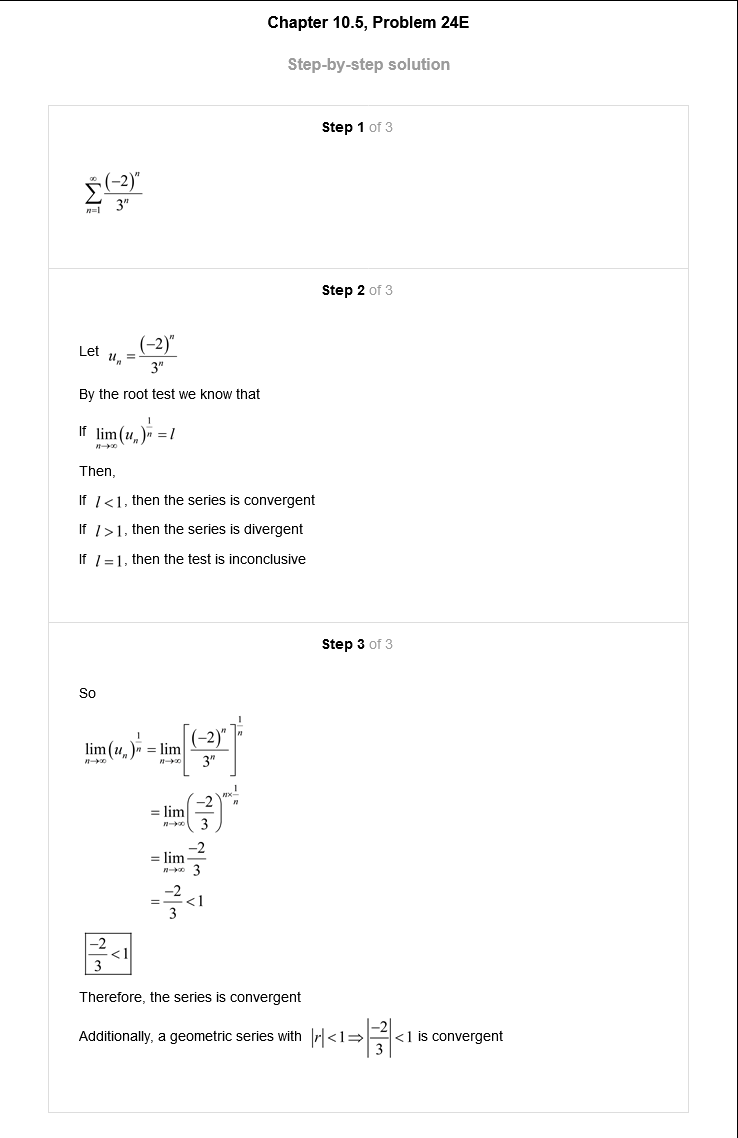 Chapter 10.5, Problem 24E
Step-by-step solution
Step 1 of 3
\sum_{n=1}^{\infty} \frac{(-2)^n}{3^n}
Step 2 of 3
Let u_n = \frac{(-2)^n}{3^n}
By the root test we know that
If \lim_{n \to \infty} (u_n)^{\frac{1}{n}} = l
Then,
If l < 1, then the series is convergent
If l > 1, then the series is divergent
If l = 1, then the test is inconclusive
Step 3 of 3
So
\lim_{n \to \infty} (u_n)^{\frac{1}{n}} = \lim_{n \to \infty} \left[ \frac{(-2)^n}{3^n} \right]^{\frac{1}{n}}
= \lim_{n \to \infty} \left( \frac{-2}{3} \right)^{n \times \frac{1}{n}}
= \lim_{n \to \infty} \frac{-2}{3}
= \frac{-2}{3} < 1
\frac{-2}{3} < 1
Therefore, the series is convergent
Additionally, a geometric series with |r| < 1 \Rightarrow \left| \frac{-2}{3} \right| < 1 is convergent